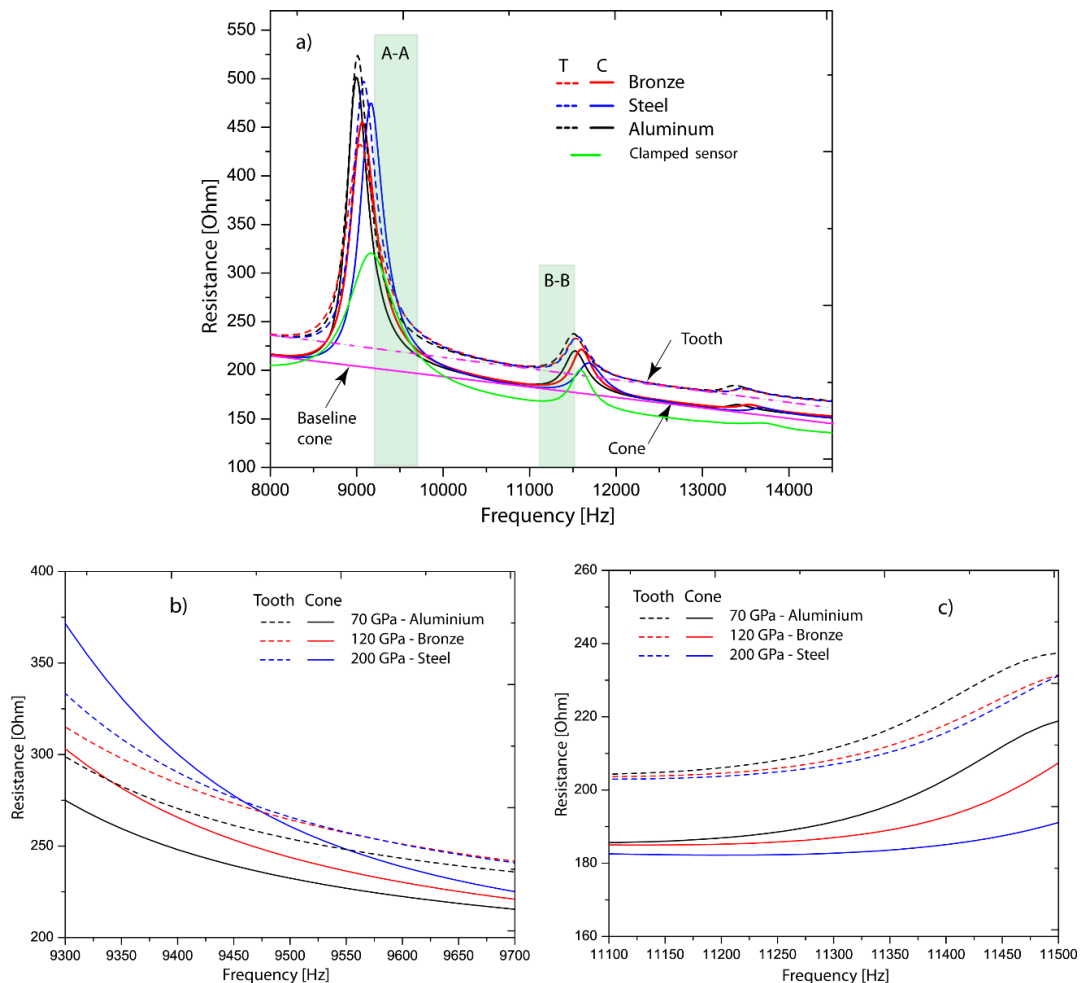 a)
A-A
B-B
T C
Bronze
Steel
Aluminum
Clamped sensor
Tooth
Baseline
cone
Cone
Resistance [Ohm]
550
500
450
400
350
300
250
200
150
100
8000 9000 10000 11000 12000 13000 14000
Frequency [Hz]
b)
Tooth Cone
70 GPa - Aluminium
120 GPa - Bronze
200 GPa - Steel
Resistance [Ohm]
400
350
300
250
200
9300 9350 9400 9450 9500 9550 9600 9650 9700
Frequency [Hz]
c)
Tooth Cone
70 GPa - Aluminium
120 GPa - Bronze
200 GPa - Steel
Resistance [Ohm]
260
240
220
200
180
160
11100 11150 11200 11250 11300 11350 11400 11450 11500
Frequency [Hz]